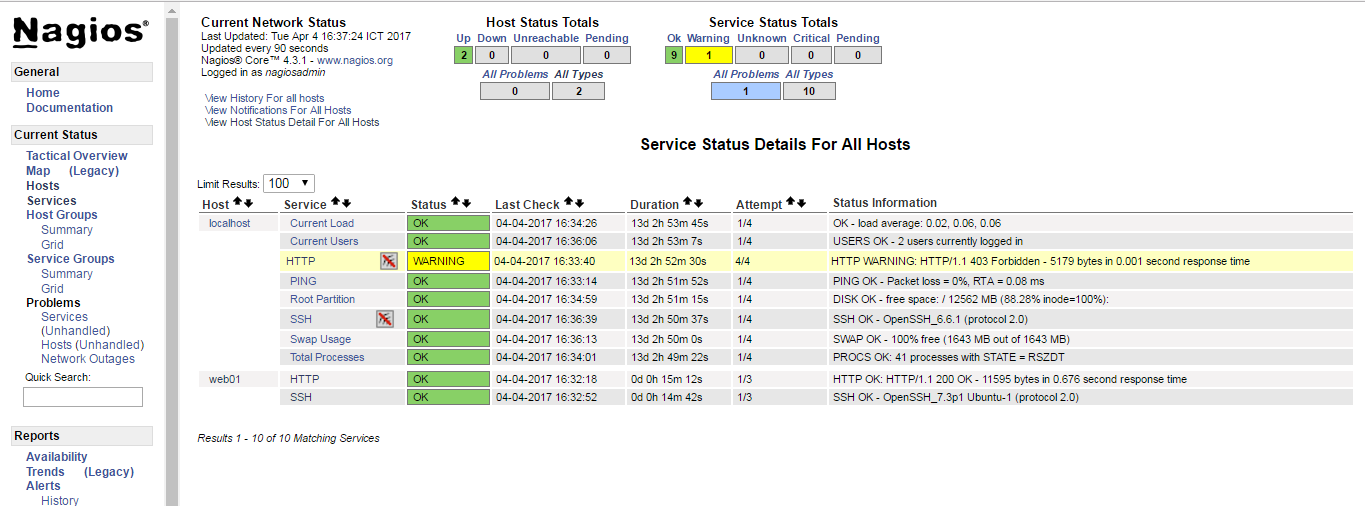 Nagios®
General
Home
Documentation
Current Status
Tactical Overview
Map (Legacy)
Hosts
Services
Host Groups
Summary
Grid
Service Groups
Summary
Grid
Problems
Services
(Unhandled)
Hosts (Unhandled)
Network Outages
Quick Search:
Reports
Availability
Trends (Legacy)
Alerts
History
Current Network Status
Last Updated: Tue Apr 4 16:37:24 ICT 2017
Updated every 90 seconds
Nagios® Core™ 4.3.1 - www.nagios.org
Logged in as nagiosadmin
View History For all hosts
View Notifications For All Hosts
View Host Status Detail For All Hosts
Host Status Totals
Up Down Unreachable Pending
2 0 0 0
All Problems All Types
0 2
Service Status Totals
Ok Warning Unknown Critical Pending
9 1 0 0 0
All Problems All Types
1 10
Service Status Details For All Hosts
Limit Results: 100
Host Service Status Last Check Duration Attempt Status Information
localhost Current Load OK 04-04-2017 16:34:26 13d 2h 53m 45s 1/4 OK - load average: 0.02, 0.06, 0.06
Current Users OK 04-04-2017 16:36:06 13d 2h 53m 7s 1/4 USERS OK - 2 users currently logged in
HTTP WARNING 04-04-2017 16:33:40 13d 2h 52m 30s 4/4 HTTP WARNING: HTTP/1.1 403 Forbidden - 5179 bytes in 0.001 second response time
PING OK 04-04-2017 16:33:14 13d 2h 51m 52s 1/4 PING OK - Packet loss = 0%, RTA = 0.08 ms
Root Partition OK 04-04-2017 16:34:59 13d 2h 51m 15s 1/4 DISK OK - free space: / 12562 MB (88.28% inode=100%):
SSH OK 04-04-2017 16:36:39 13d 2h 50m 37s 1/4 SSH OK - OpenSSH_6.6.1 (protocol 2.0)
Swap Usage OK 04-04-2017 16:36:13 13d 2h 50m 0s 1/4 SWAP OK - 100% free (1643 MB out of 1643 MB)
Total Processes OK 04-04-2017 16:34:01 13d 2h 49m 22s 1/4 PROCS OK: 41 processes with STATE = RSZDT
web01 HTTP OK 04-04-2017 16:32:18 0d 0h 15m 12s 1/3 HTTP OK: HTTP/1.1 200 OK - 11595 bytes in 0.676 second response time
SSH OK 04-04-2017 16:32:52 0d 0h 14m 42s 1/3 SSH OK - OpenSSH_7.3p1 Ubuntu-1 (protocol 2.0)
Results 1 - 10 of 10 Matching Services